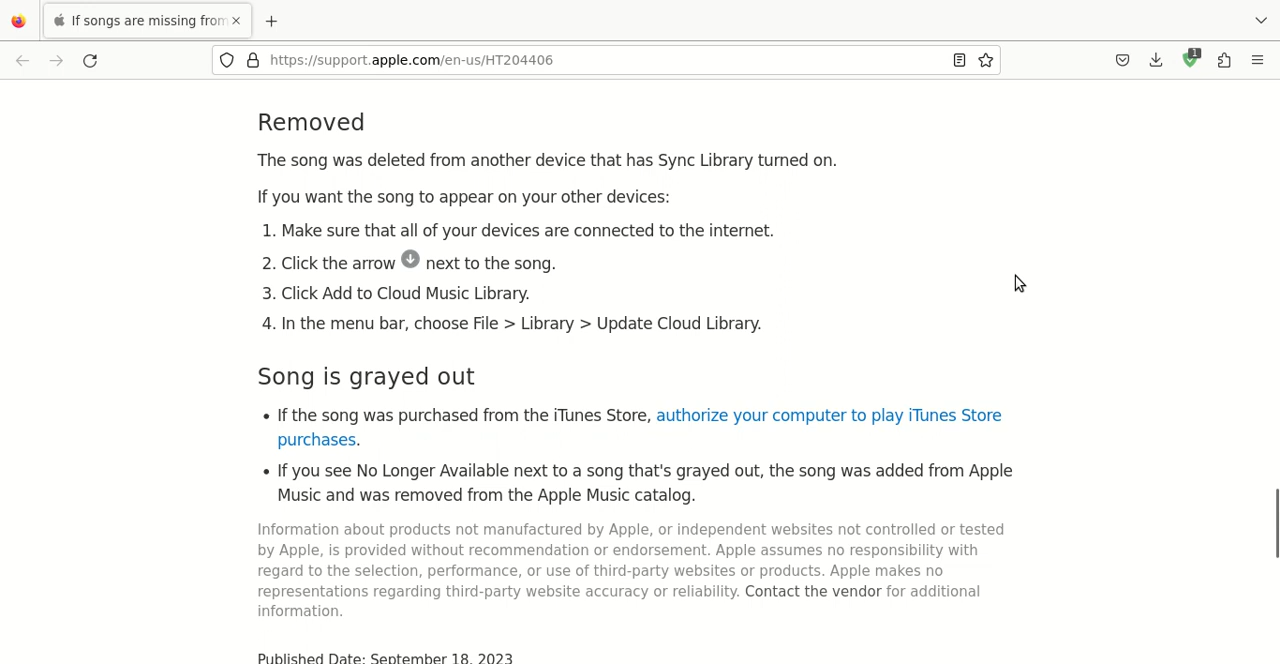 If songs are missing from
https://support.apple.com/en-us/HT204406
1
Removed
The song was deleted from another device that has Sync Library turned on.
If you want the song to appear on your other devices:
1. Make sure that all of your devices are connected to the internet.
2. Click the arrow next to the song.
3. Click Add to Cloud Music Library.
4. In the menu bar, choose File > Library > Update Cloud Library.
Song is grayed out
• If the song was purchased from the iTunes Store, authorize your computer to play iTunes Store
purchases.
• If you see No Longer Available next to a song that's grayed out, the song was added from Apple
Music and was removed from the Apple Music catalog.
Information about products not manufactured by Apple, or independent websites not controlled or tested
by Apple, is provided without recommendation or endorsement. Apple assumes no responsibility with
regard to the selection, performance, or use of third-party websites or products. Apple makes no
representations regarding third-party website accuracy or reliability. Contact the vendor for additional
information.
Published Date: September 18, 2023